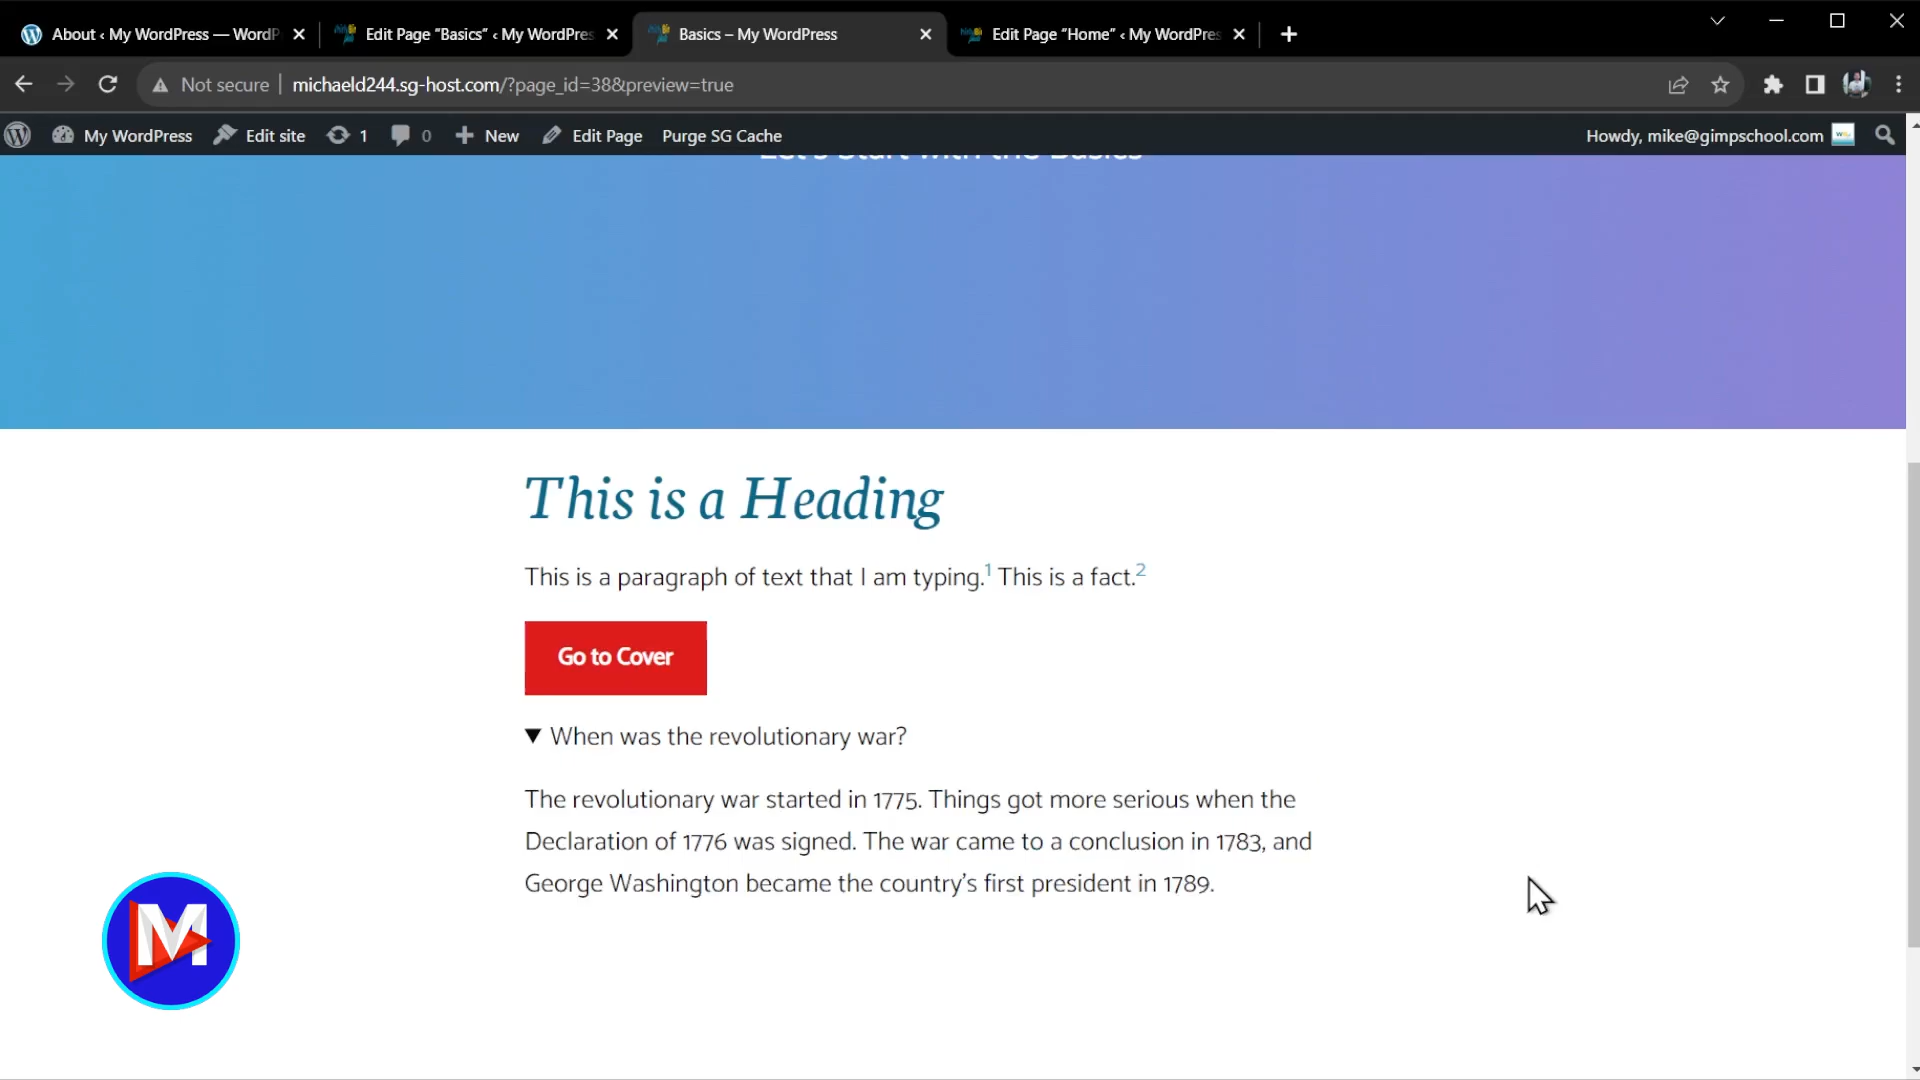 About ‹ My WordPress — WordP
Edit Page “Basics” ‹ My WordPres
Basics – My WordPress
Edit Page “Home” ‹ My WordPres
Not secure
michaeld244.sg-host.com/?page_id=38&preview=true
My WordPress
Edit site
1
0
New
Edit Page
Purge SG Cache
Howdy, mike@gimpschool.com
Let's Start with the Basics
This is a Heading
This is a paragraph of text that I am typing.1 This is a fact.2
Go to Cover
▼ When was the revolutionary war?
The revolutionary war started in 1775. Things got more serious when the
Declaration of 1776 was signed. The war came to a conclusion in 1783, and
George Washington became the country’s first president in 1789.
M